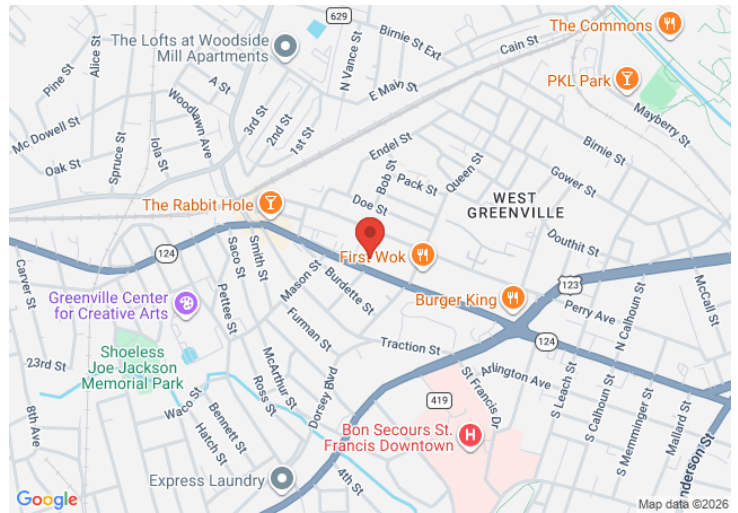 629
The Lofts at Woodside
Mill Apartments
Birnie St Ext
Cain St
The Commons
PKL Park
Mayberry St
Pine St
Alice St
A St
N Vance St
E Main St
Woodlawn Ave
3rd St
2nd St
1st St
Mc Dowell St
Spruce St
Iola St
Oak St
Endel St
Bob St
Pack St
Queen St
Birnie St
Gower St
WEST
GREENVILLE
Doe St
The Rabbit Hole
Douthit St
124
Saco St
Smith St
First Wok
Carver St
Mason St
Burdette St
123
McCall St
Greenville Center
for Creative Arts
Pettee St
Burger King
Perry Ave
N Calhoun St
Furman St
Traction St
124
Shoeless
Joe Jackson
Memorial Park
23rd St
McArthur St
Ross St
Dorsey Blvd
St Francis Dr
Arlington Ave
S Leach St
S Calhoun St
S Memminger St
Mallard St
nderson St
8th Ave
Waco St
Hatch St
Bennett St
419
Bon Secours St.
Francis Downtown
H
4th St
Express Laundry
Google
Map data ©2026